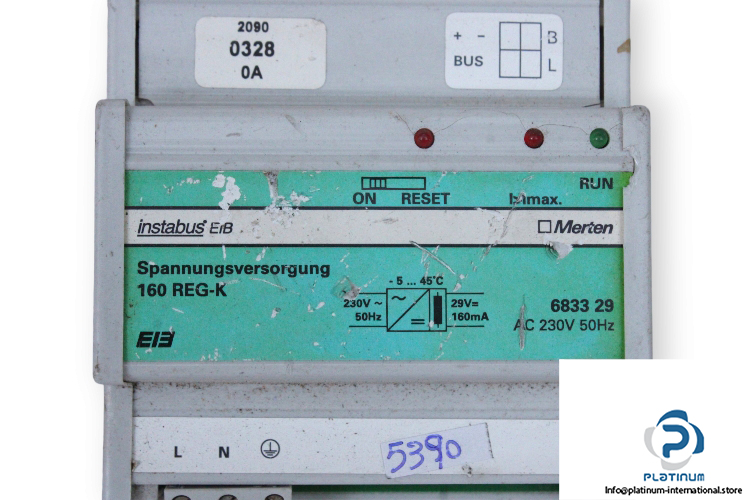 2090
0328
0A
+ - B
BUS L
RUN
ON RESET I>Imax.
instabus EIB
Merten
Spannungsversorgung
160 REG-K
- 5 ... 45°C
230V ~
50Hz
29V=
160mA
6833 29
AC 230V 50Hz
EIB
L N
5390
PLATINUM
Info@platinum-international.store